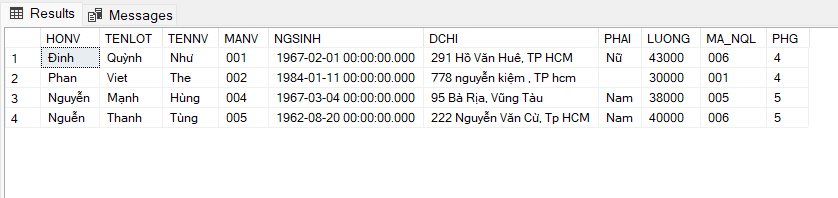 Results Messages
HONV TENLOT TENNV MANV NGSINH DCHI PHAI LUONG MA_NQL PHG
1 Đinh Quỳnh Như 001 1967-02-01 00:00:00.000 291 Hồ Văn Huê, TP HCM Nữ 43000 006 4
2 Phan Viet The 002 1984-01-11 00:00:00.000 778 nguyễn kiệm , TP hcm 30000 001 4
3 Nguyễn Mạnh Hùng 004 1967-03-04 00:00:00.000 95 Bà Rịa, Vũng Tàu Nam 38000 005 5
4 Nguễn Thanh Tùng 005 1962-08-20 00:00:00.000 222 Nguyễn Văn Cừ, Tp HCM Nam 40000 006 5